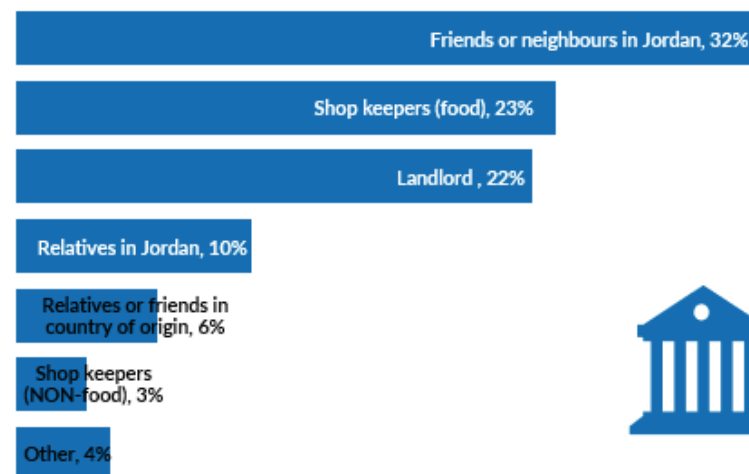 Friends or neighbours in Jordan, 32%
Shop keepers (food), 23%
Landlord , 22%
Relatives in Jordan, 10%
Relatives or friends in
country of origin, 6%
Shop keepers
(NON-food), 3%
Other, 4%